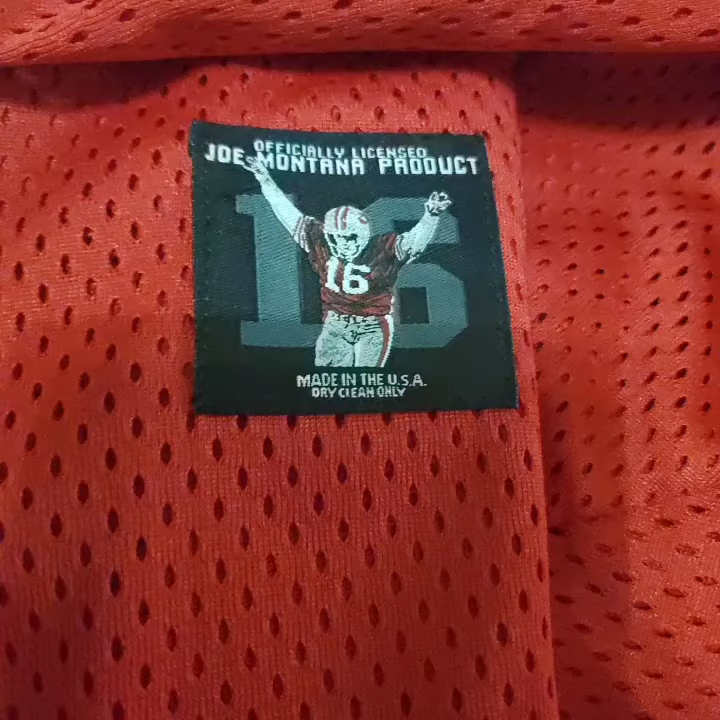 OFFICIALLY LICENSED
JOE MONTANA PRODUCT
16
16
MADE IN THE U.S.A.
DRY CLEAN ONLY